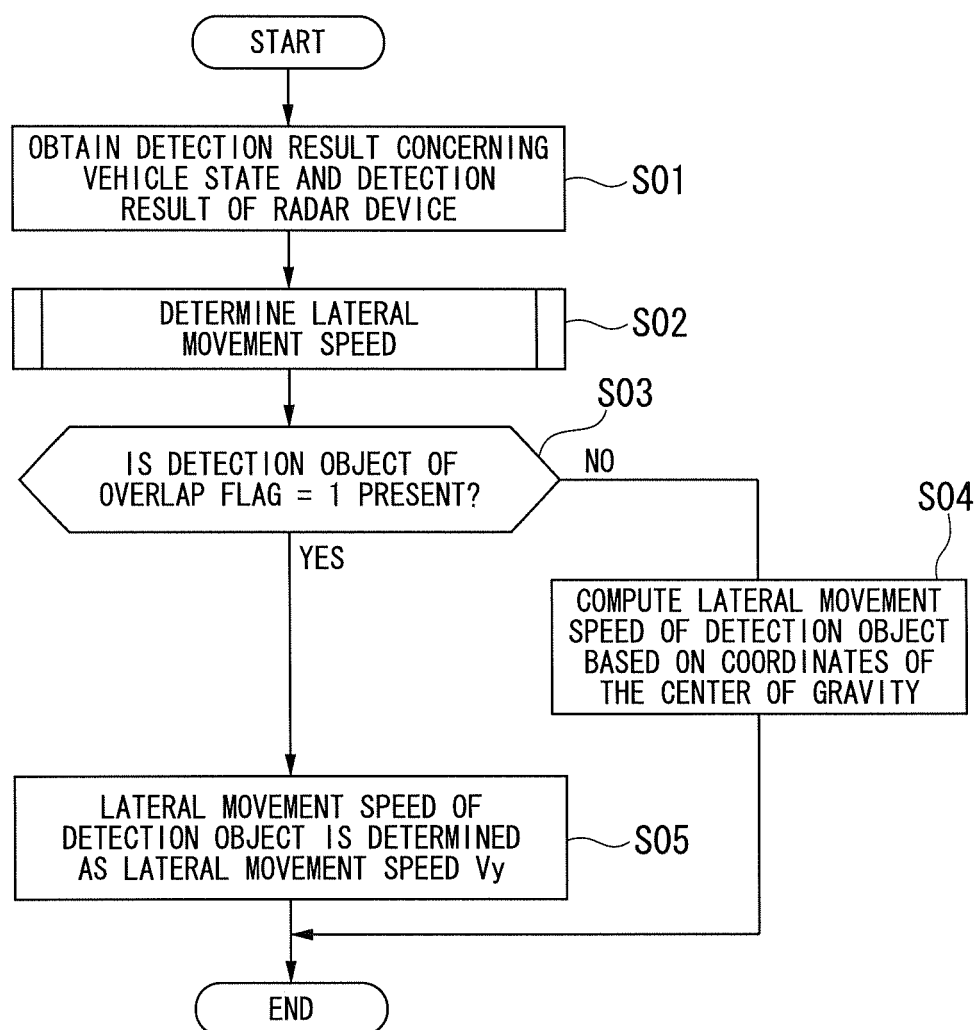 START
OBTAIN DETECTION RESULT CONCERNING
VEHICLE STATE AND DETECTION
RESULT OF RADAR DEVICE
S01
DETERMINE LATERAL
MOVEMENT SPEED
S02
S03
IS DETECTION OBJECT OF
OVERLAP FLAG = 1 PRESENT?
NO
YES
S04
COMPUTE LATERAL MOVEMENT
SPEED OF DETECTION OBJECT
BASED ON COORDINATES OF
THE CENTER OF GRAVITY
LATERAL MOVEMENT SPEED OF
DETECTION OBJECT IS DETERMINED
AS LATERAL MOVEMENT SPEED Vy
S05
END